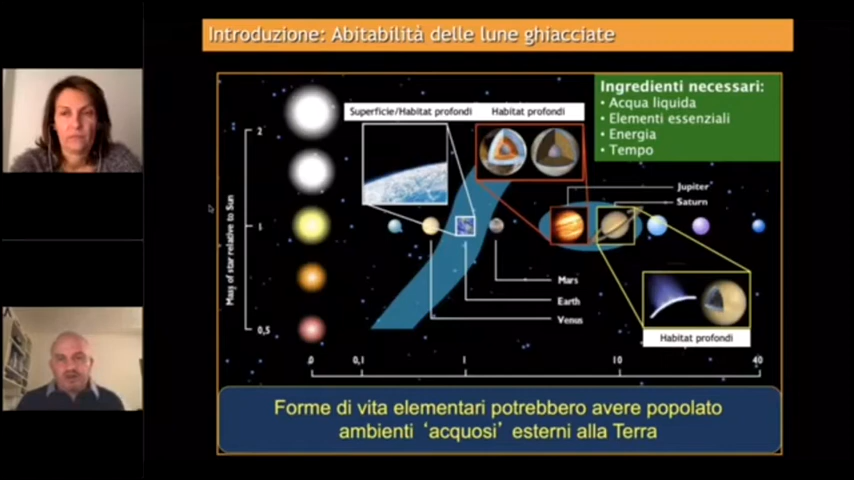 Introduzione: Abitabilità delle lune ghiacciate
Ingredienti necessari:
• Acqua liquida
• Elementi essenziali
• Energia
• Tempo
Superficie/Habitat profondi
Habitat profondi
Mass of star relative to Sun
2
1
0,5
Jupiter
Saturn
Mars
Earth
Venus
Habitat profondi
0
0,1
1
10
40
Forme di vita elementari potrebbero avere popolato
ambienti ‘acquosi’ esterni alla Terra